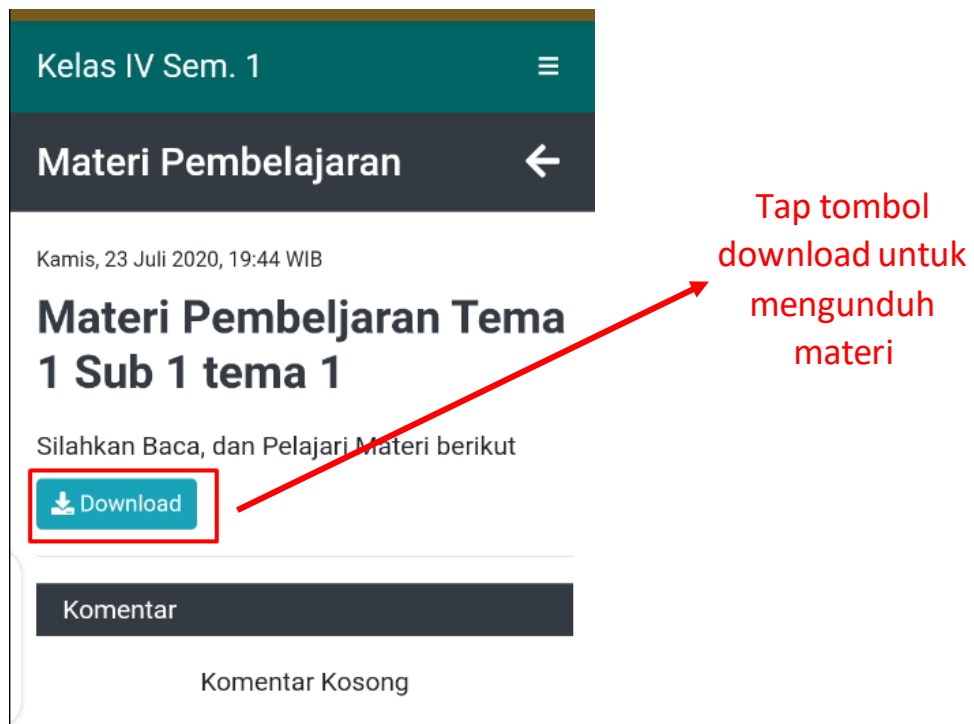 Kelas IV Sem. 1
Materi Pembelajaran
Kamis, 23 Juli 2020, 19:44 WIB
Materi Pembeljaran Tema
1 Sub 1 tema 1
Silahkan Baca, dan Pelajari Materi berikut
Download
Komentar
Komentar Kosong
Tap tombol
download untuk
mengunduh
materi